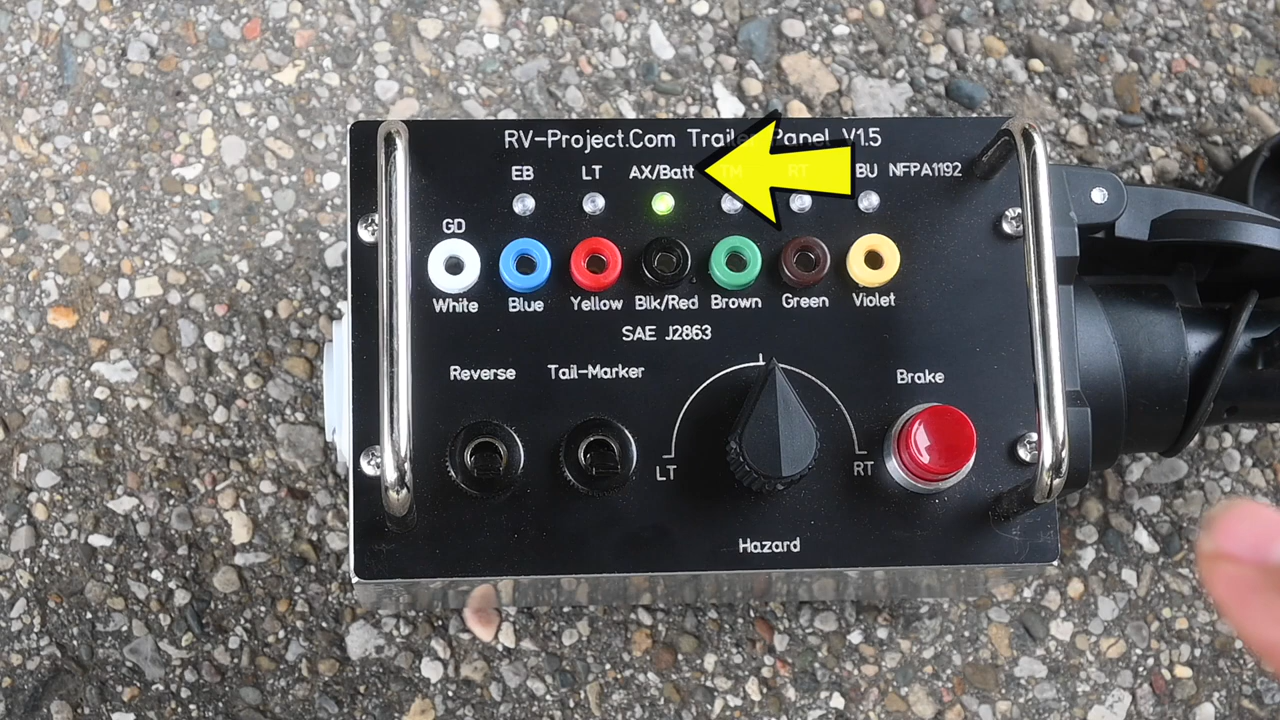 RV-Project.Com Trailer Panel V1.5
EB LT AX/Batt TM RT BU NFPA1192
GD
White Blue Yellow Blk/Red Brown Green Violet
SAE J2863
Reverse Tail-Marker Brake
LT RT
Hazard